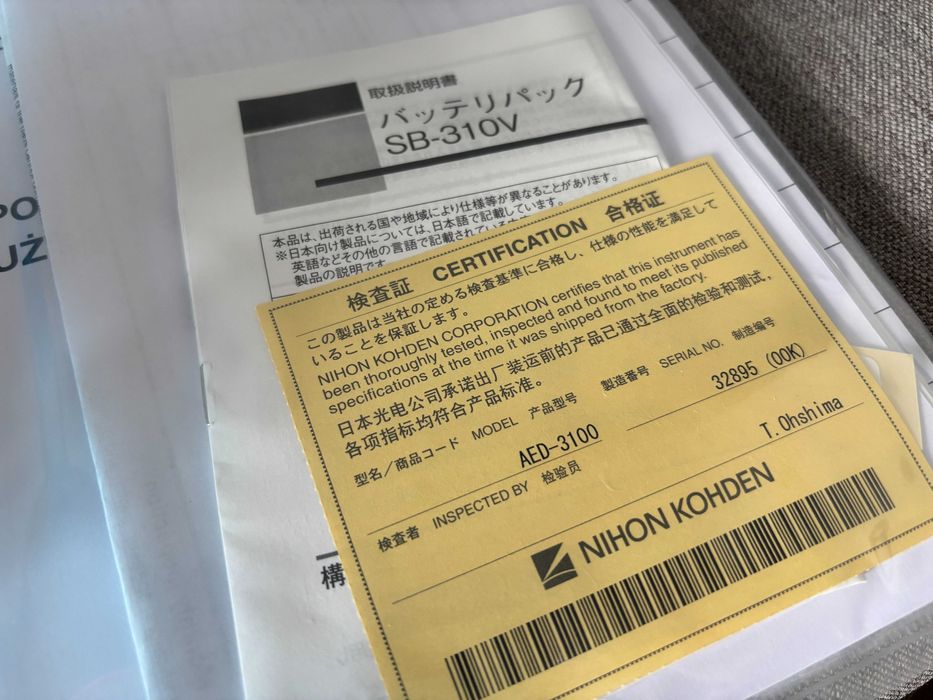 PO
UŻ
取扱説明書
バッテリパック
SB-310V
本品は、出荷される国や地域により仕様等が異なることがあります。
※日本向け製品については、日本語で記載しています。
英語などその他の言語で記載されている
製品の説明です
検査証 CERTIFICATION 合格证
この製品は当社の定める検査基準に合格し、仕様の性能を満足して
いることを保証します。
NIHON KOHDEN CORPORATION certifies that this instrument has
been thoroughly tested, inspected and found to meet its published
specifications at the time it was shipped from the factory.
日本光电公司承诺出厂装运前的产品已通过全面的检验和测试.
各项指标均符合产品标准。
型名/商品コード MODEL 产品型号 製造番号 SERIAL NO. 制造编号
AED-3100 32895 (00K)
検査者 INSPECTED BY 检验员 T.Ohshima
NIHON KOHDEN
構